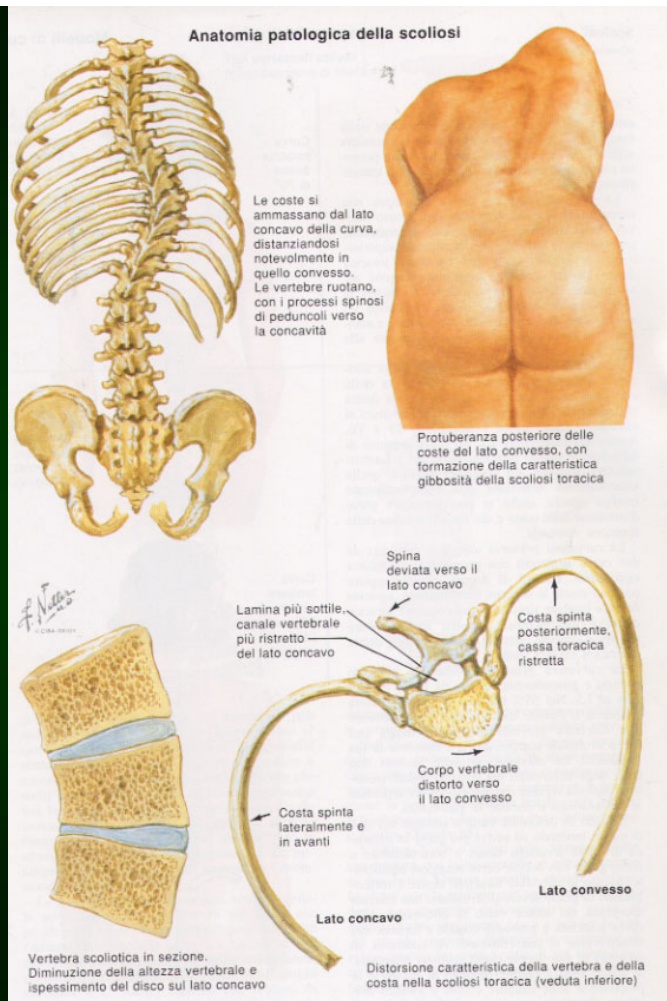 Anatomia patologica della scoliosi
Le coste si
ammassano dal lato
concavo della curva,
distanziandosi
notevolmente in
quello convesso.
Le vertebre ruotano,
con i processi spinosi
di peduncoli verso
la concavità
Protuberanza posteriore delle
coste del lato convesso, con
formazione della caratteristica
gibbosità della scoliosi toracica
Spina
deviata verso il
lato concavo
Lamina più sottile,
canale vertebrale
più ristretto
del lato concavo
Costa spinta
posteriormente,
cassa toracica
ristretta
F. Netter
Corpo vertebrale
distorto verso
il lato convesso
Costa spinta
lateralmente e
in avanti
Lato convesso
Lato concavo
Vertebra scoliotica in sezione.
Diminuzione della altezza vertebrale e
ispessimento del disco sul lato concavo
Distorsione caratteristica della vertebra e della
costa nella scoliosi toracica (veduta inferiore)